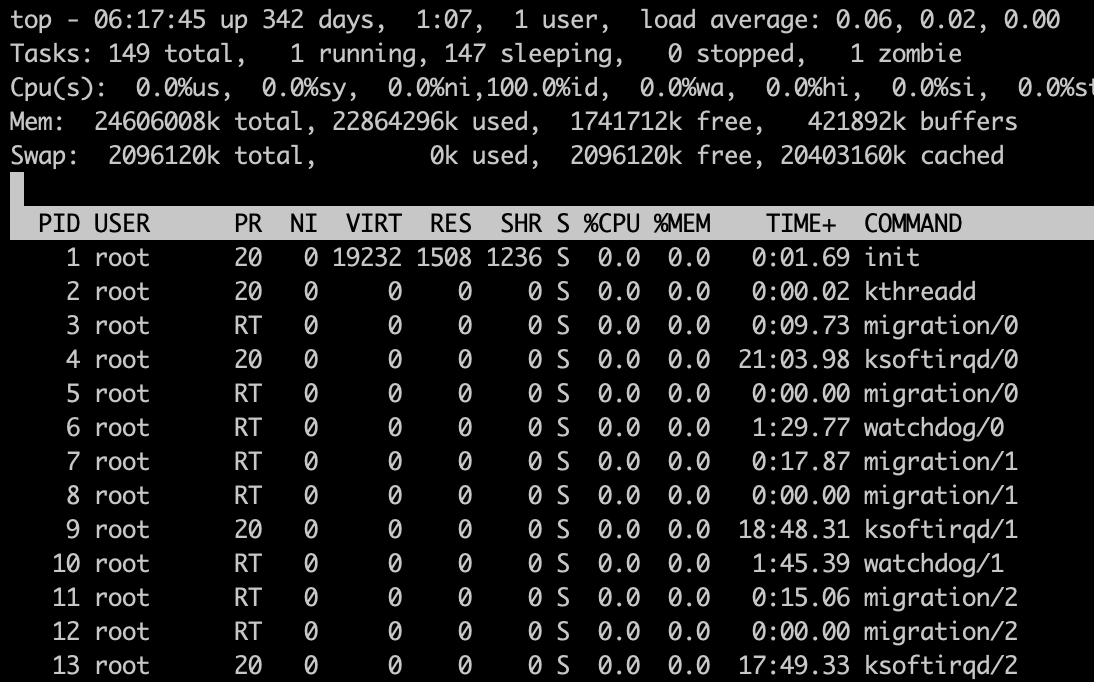 top - 06:17:45 up 342 days,  1:07,  1 user,  load average: 0.06, 0.02, 0.00
Tasks: 149 total,   1 running, 147 sleeping,   0 stopped,   1 zombie
Cpu(s):  0.0%us,  0.0%sy,  0.0%ni,100.0%id,  0.0%wa,  0.0%hi,  0.0%si,  0.0%st
Mem:  24606008k total, 22864296k used,  1741712k free,   421892k buffers
Swap:  2096120k total,        0k used,  2096120k free, 20403160k cached
  PID USER      PR  NI  VIRT  RES  SHR S %CPU %MEM    TIME+  COMMAND
    1 root      20   0 19232 1508 1236 S  0.0  0.0   0:01.69 init
    2 root      20   0     0    0    0 S  0.0  0.0   0:00.02 kthreadd
    3 root      RT   0     0    0    0 S  0.0  0.0   0:09.73 migration/0
    4 root      20   0     0    0    0 S  0.0  0.0  21:03.98 ksoftirqd/0
    5 root      RT   0     0    0    0 S  0.0  0.0   0:00.00 migration/0
    6 root      RT   0     0    0    0 S  0.0  0.0   1:29.77 watchdog/0
    7 root      RT   0     0    0    0 S  0.0  0.0   0:17.87 migration/1
    8 root      RT   0     0    0    0 S  0.0  0.0   0:00.00 migration/1
    9 root      20   0     0    0    0 S  0.0  0.0  18:48.31 ksoftirqd/1
   10 root      RT   0     0    0    0 S  0.0  0.0   1:45.39 watchdog/1
   11 root      RT   0     0    0    0 S  0.0  0.0   0:15.06 migration/2
   12 root      RT   0     0    0    0 S  0.0  0.0   0:00.00 migration/2
   13 root      20   0     0    0    0 S  0.0  0.0  17:49.33 ksoftirqd/2